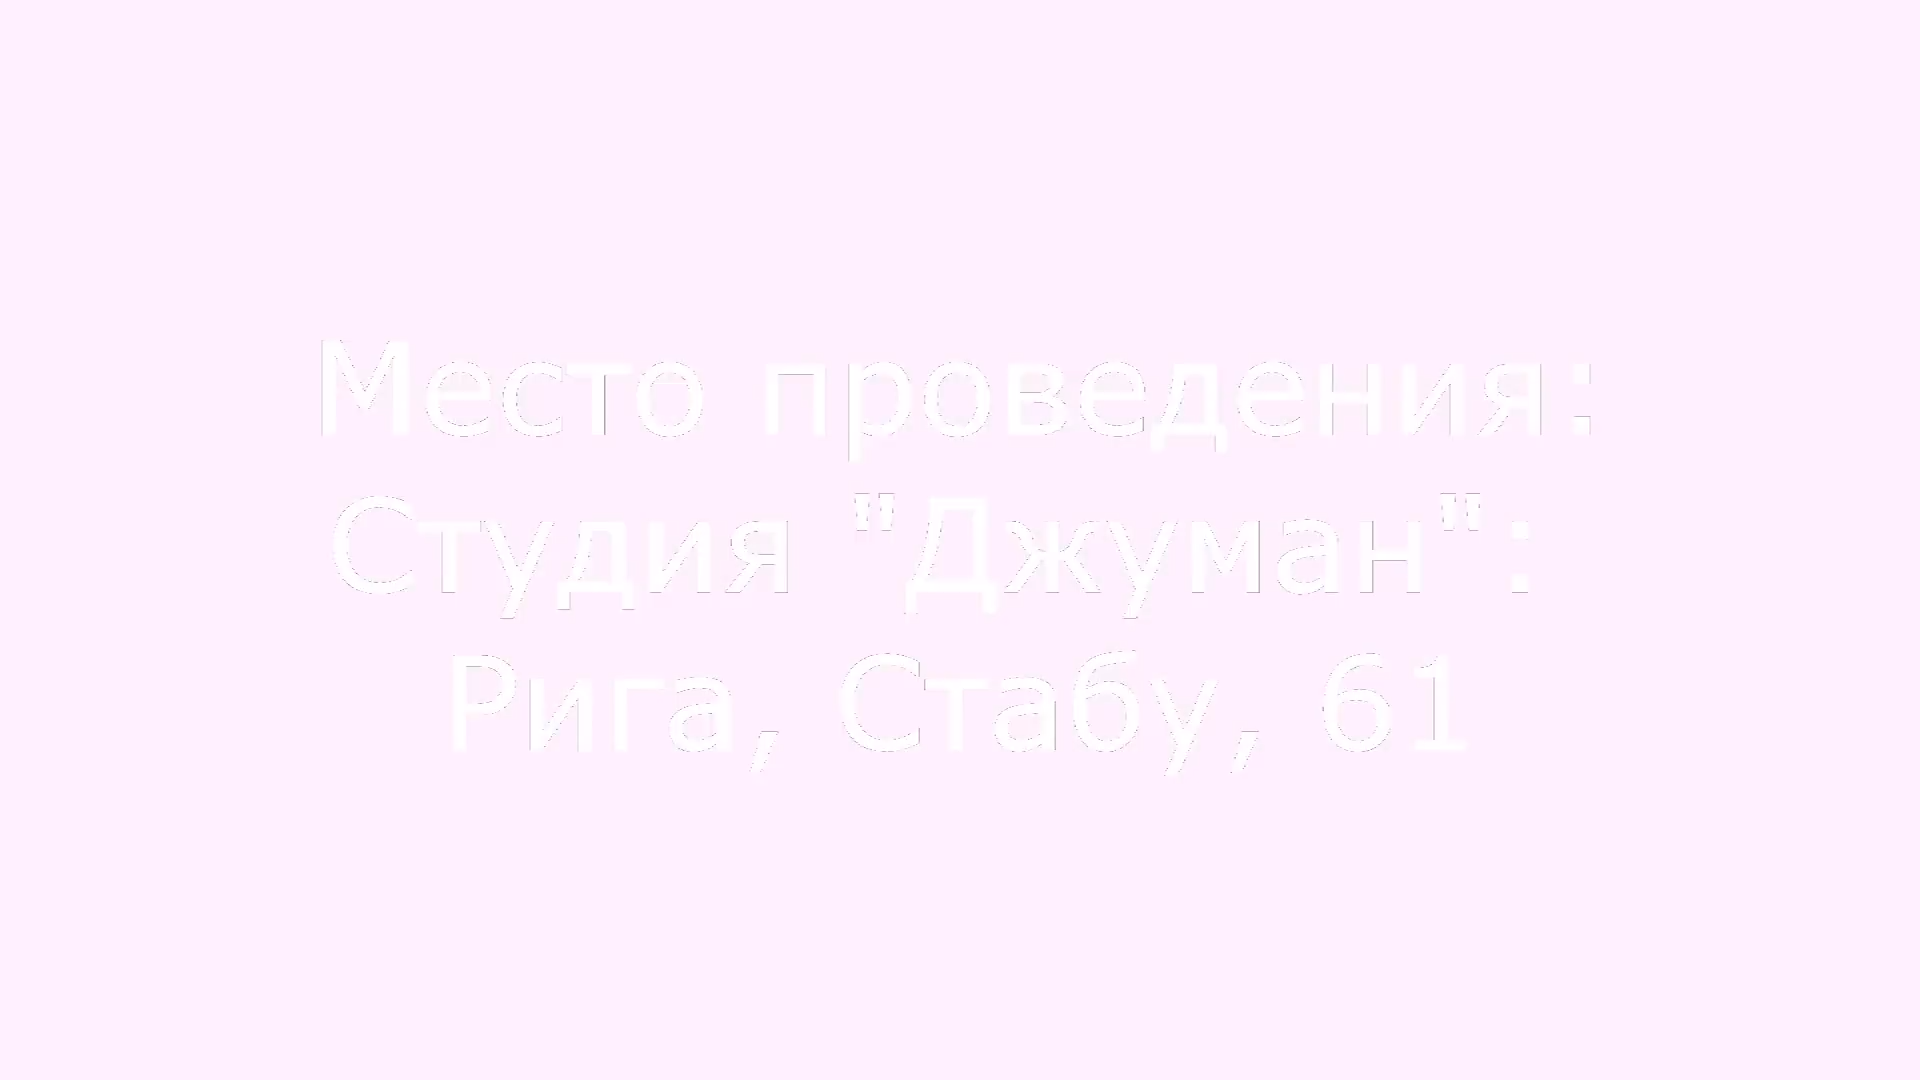 Место проведения:
Студия "Джуман":
Рига, Стабу, 61